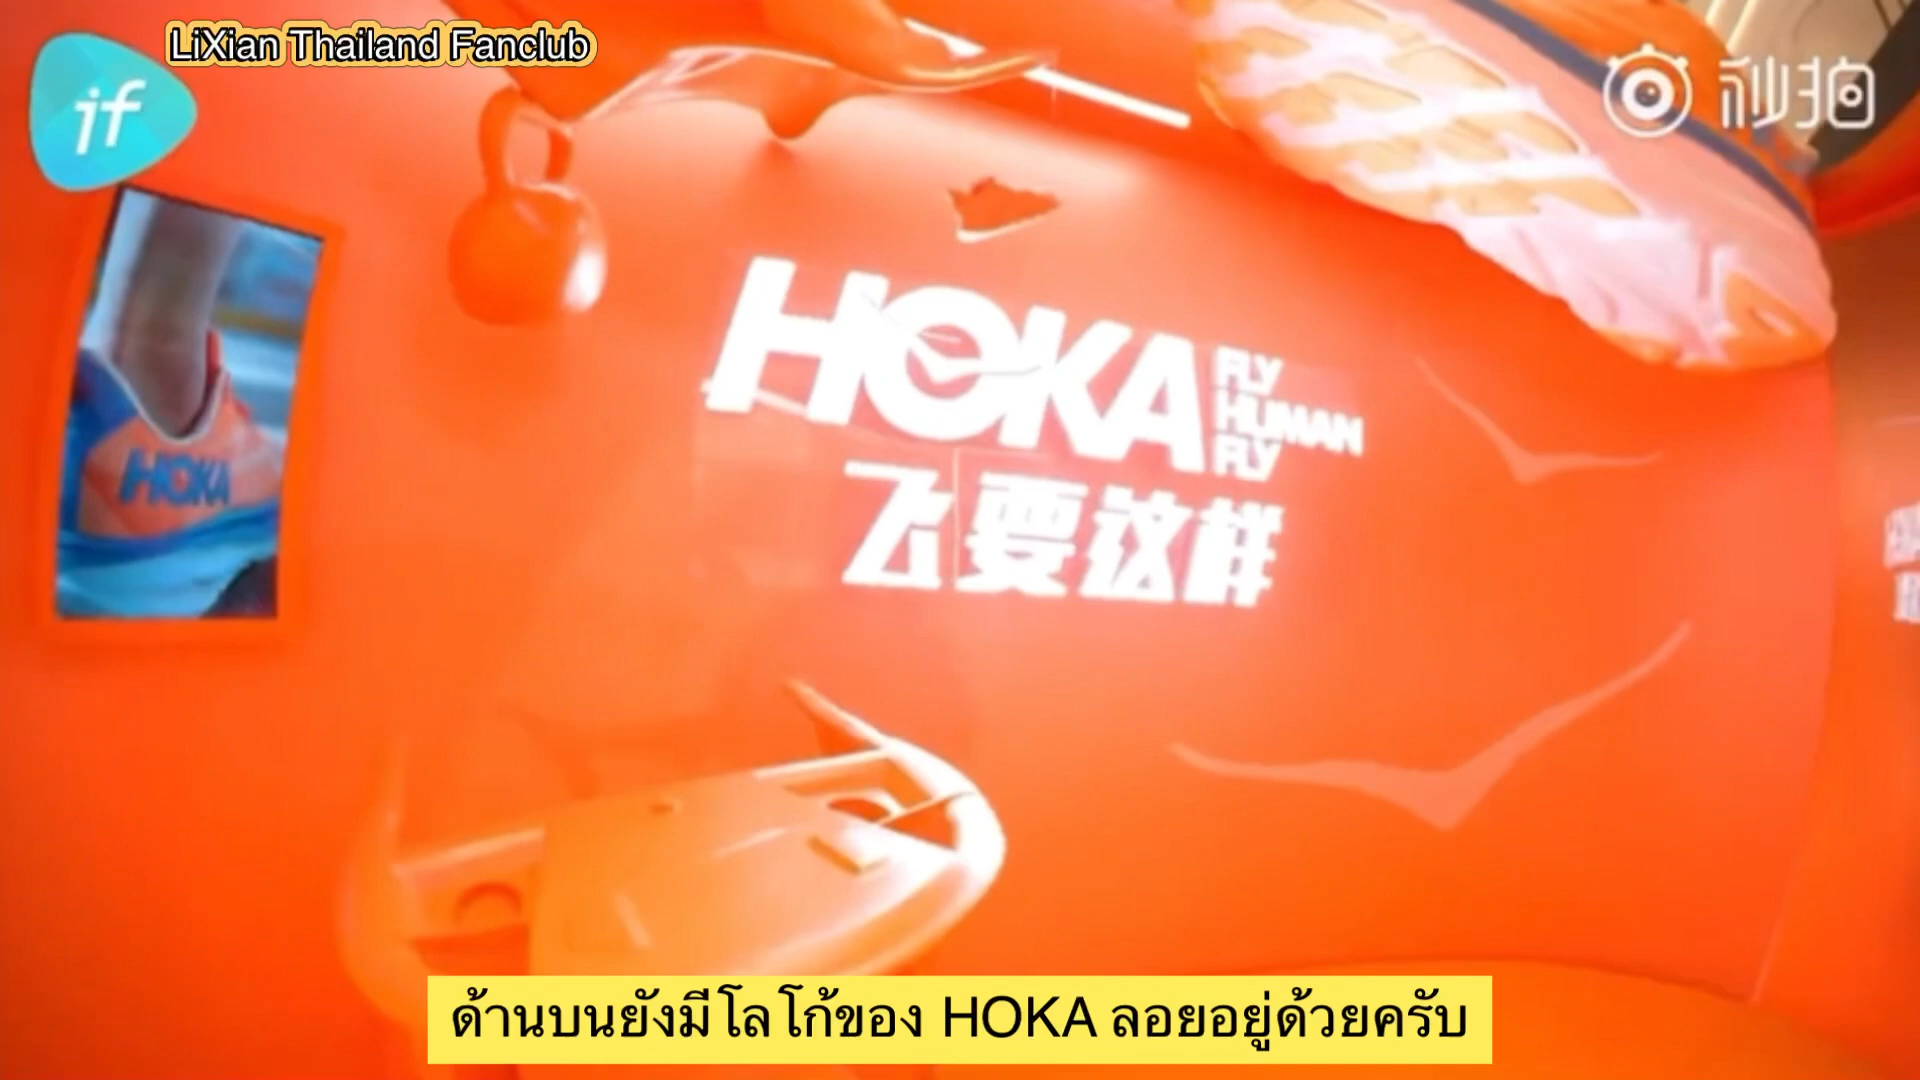 LiXian Thailand Fanclub
if
秒拍
HOKA
FLY
HUMAN
FLY
飞要这样
HOKA
ด้านบนยังมีโลโก้ของ HOKA ลอยอยู่ด้วยครับ